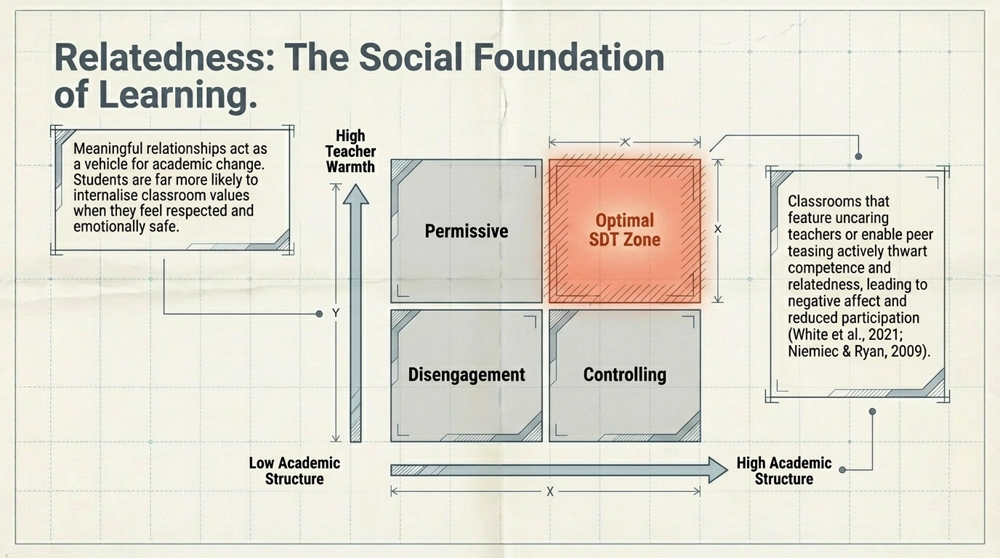 Relatedness: The Social Foundation
of Learning.
Meaningful relationships act as
a vehicle for academic change.
Students are far more likely to
internalise classroom values
when they feel respected and
emotionally safe.
High
Teacher
Warmth
Y
Permissive
X
Optimal
SDT Zone
X
Disengagement
Controlling
Low Academic
Structure
X
High Academic
Structure
Classrooms that
feature uncaring
teachers or enable peer
teasing actively thwart
competence and
relatedness, leading to
negative affect and
reduced participation
(White et al., 2021;
Niemiec & Ryan, 2009).